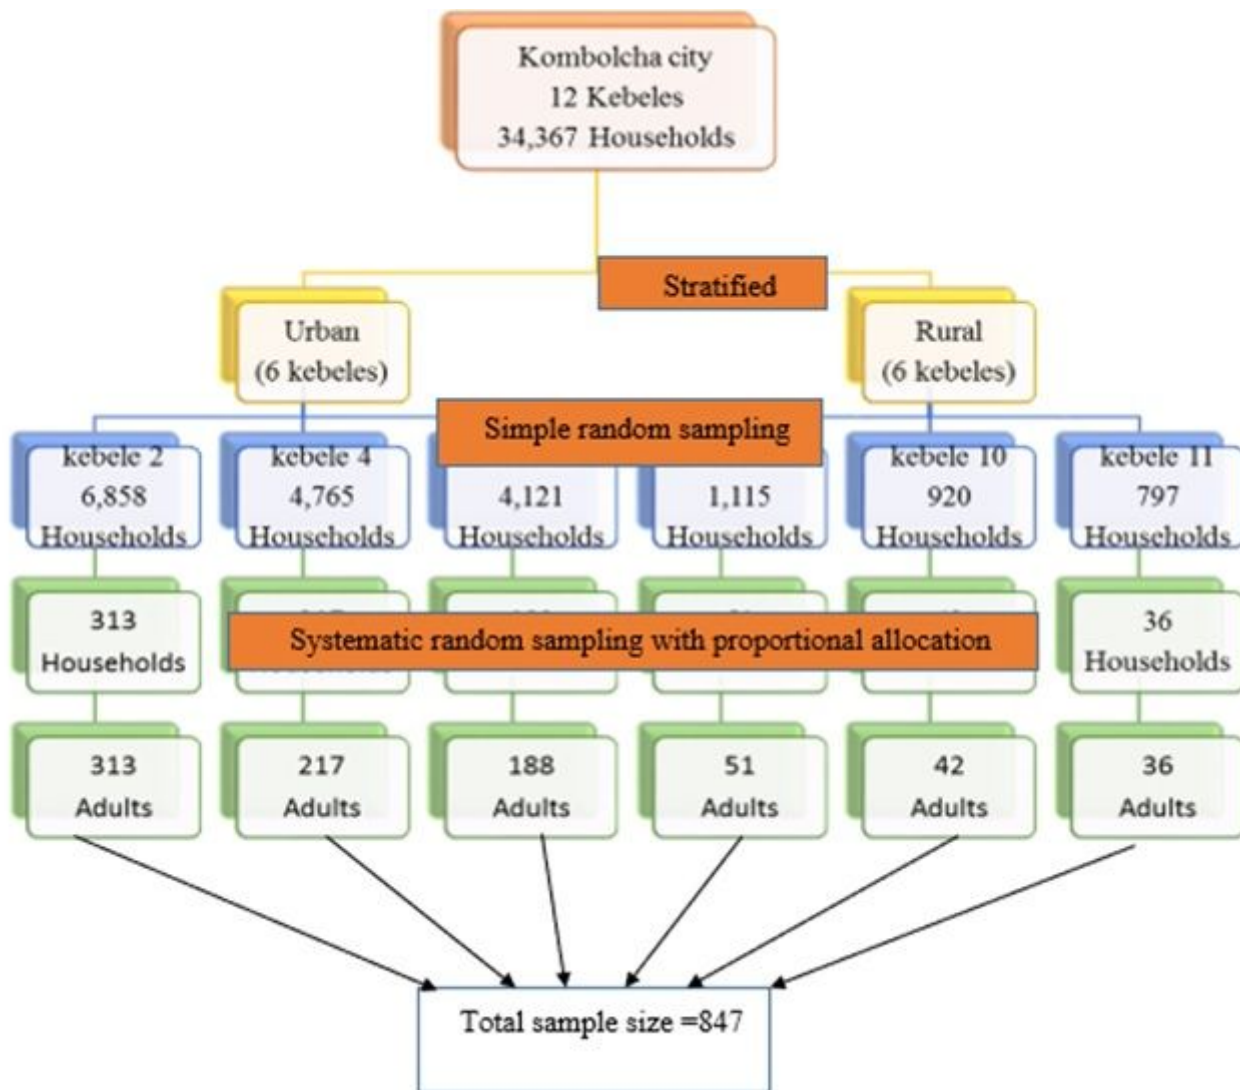 Kombolcha city
12 Kebeles
34,367 Households
Stratified
Urban
(6 kebeles)
Rural
(6 kebeles)
Simple random sampling
kebele 2
6,858
Households
kebele 4
4,765
Households
4,121
Households
1,115
Households
kebele 10
920
Households
kebele 11
797
Households
313
Households
Systematic random sampling with proportional allocation
36
Households
313
Adults
217
Adults
188
Adults
51
Adults
42
Adults
36
Adults
Total sample size =847